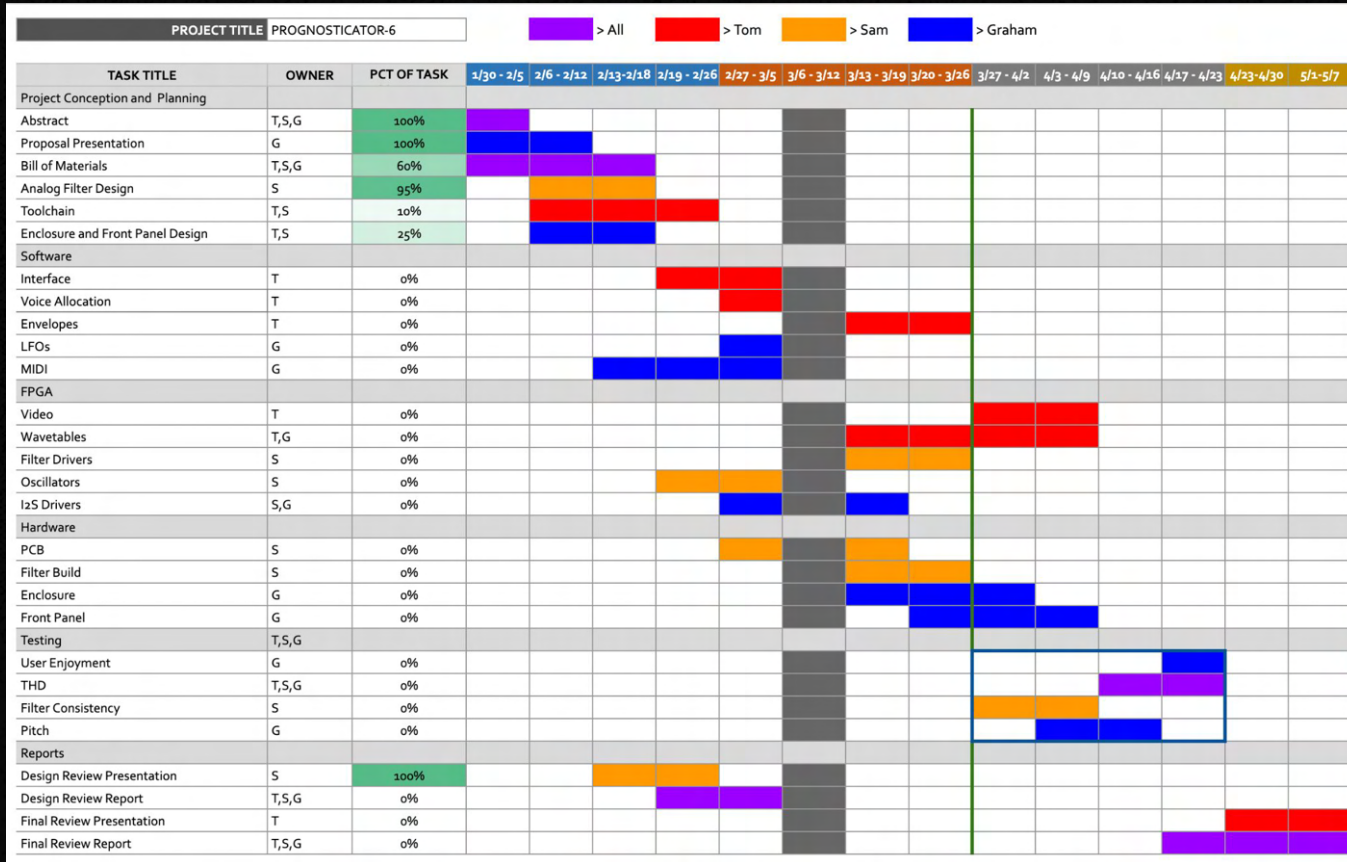 PROJECT TITLE PROGNOSTICATOR-6 > All > Tom > Sam > Graham
TASK TITLE OWNER PCT OF TASK 1/30 - 2/5 2/6 - 2/12 2/13-2/18 2/19 - 2/26 2/27 - 3/5 3/6 - 3/12 3/13 - 3/19 3/20 - 3/26 3/27 - 4/2 4/3 - 4/9 4/10 - 4/16 4/17 - 4/23 4/23-4/30 5/1-5/7
Project Conception and Planning
Abstract T,S,G 100%
Proposal Presentation G 100%
Bill of Materials T,S,G 60%
Analog Filter Design S 95%
Toolchain T,S 10%
Enclosure and Front Panel Design T,S 25%
Software
Interface T 0%
Voice Allocation T 0%
Envelopes T 0%
LFOs G 0%
MIDI G 0%
FPGA
Video T 0%
Wavetables T,G 0%
Filter Drivers S 0%
Oscillators S 0%
I2S Drivers S,G 0%
Hardware
PCB S 0%
Filter Build S 0%
Enclosure G 0%
Front Panel G 0%
Testing T,S,G
User Enjoyment G 0%
THD T,S,G 0%
Filter Consistency S 0%
Pitch G 0%
Reports
Design Review Presentation S 100%
Design Review Report T,S,G 0%
Final Review Presentation T 0%
Final Review Report T,S,G 0%